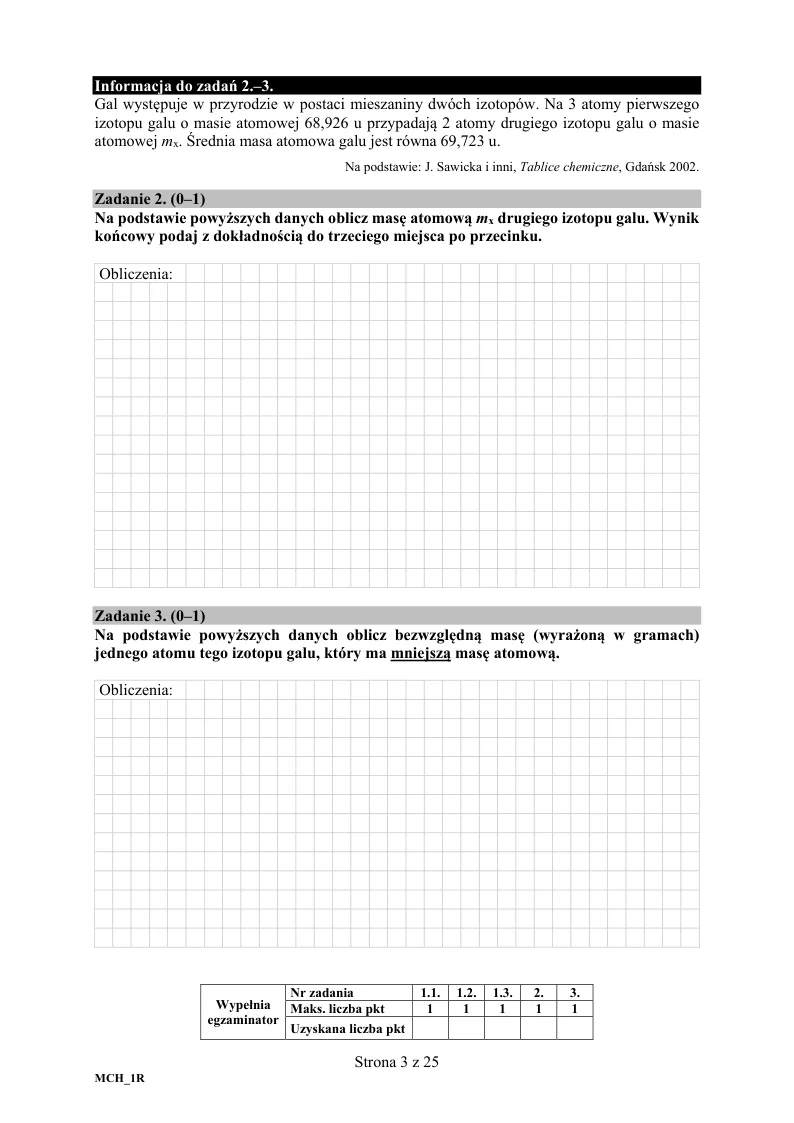 Informacja do zadań 2.–3.
Gal występuje w przyrodzie w postaci mieszaniny dwóch izotopów. Na 3 atomy pierwszego
izotopu galu o masie atomowej 68,926 u przypadają 2 atomy drugiego izotopu galu o masie
atomowej mx. Średnia masa atomowa galu jest równa 69,723 u.
Na podstawie: J. Sawicka i inni, Tablice chemiczne, Gdańsk 2002.
Zadanie 2. (0–1)
Na podstawie powyższych danych oblicz masę atomową mx drugiego izotopu galu. Wynik
końcowy podaj z dokładnością do trzeciego miejsca po przecinku.
Obliczenia:
Zadanie 3. (0–1)
Na podstawie powyższych danych oblicz bezwzględną masę (wyrażoną w gramach)
jednego atomu tego izotopu galu, który ma mniejszą masę atomową.
Obliczenia:
Wypełnia egzaminator
Nr zadania 1.1. 1.2. 1.3. 2. 3.
Maks. liczba pkt 1 1 1 1 1
Uzyskana liczba pkt
Strona 3 z 25
MCH_1R